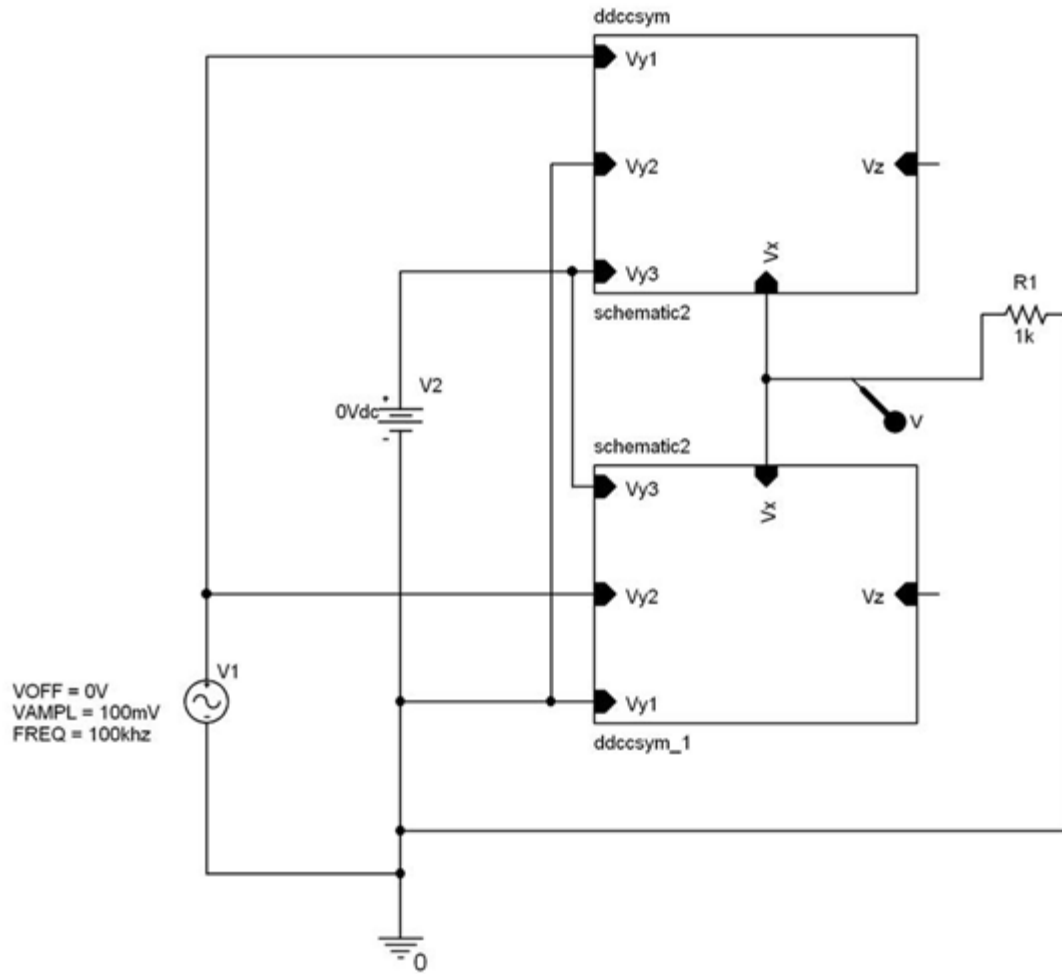 ddccsym
Vy1
Vy2
Vz
Vy3
Vx
schematic2
R1
1k
V2
0Vdc
V
schematic2
Vy3
Vx
Vy2
Vz
V1
VOFF = 0V
VAMPL = 100mV
FREQ = 100khz
Vy1
ddccsym_1
0